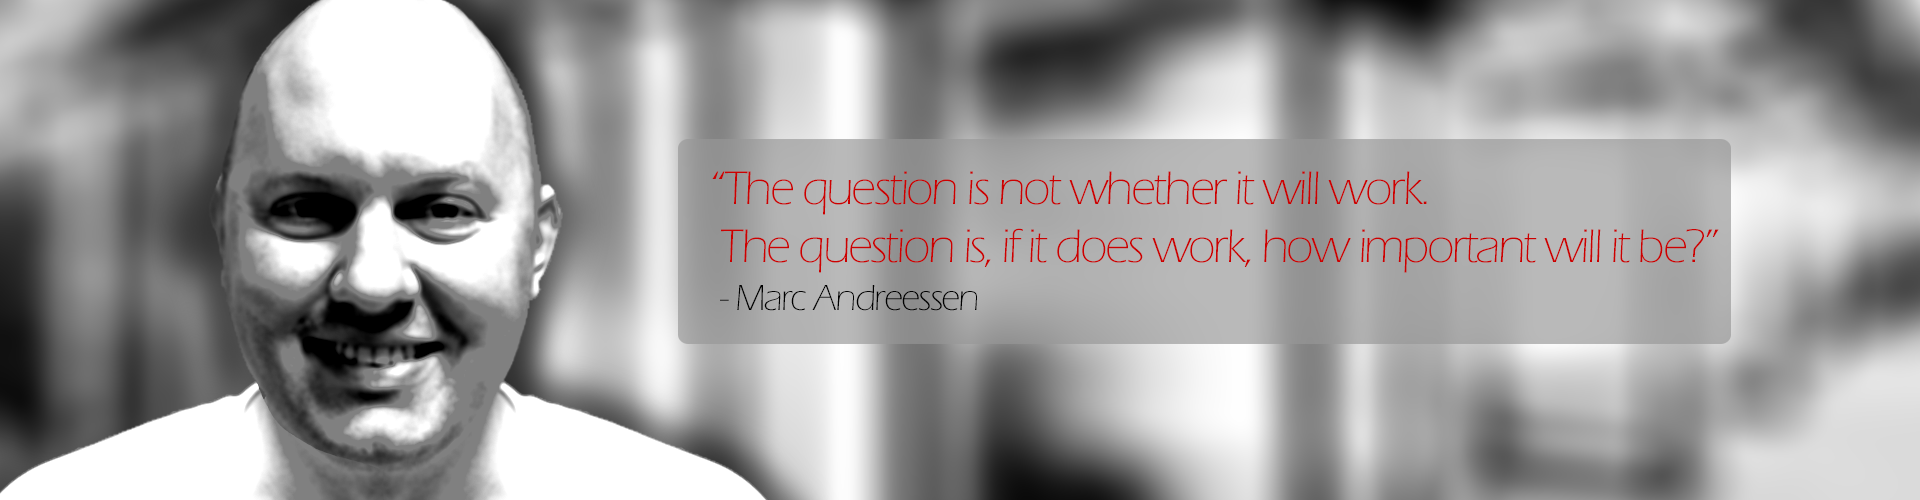 “The question is not whether it will work.
The question is, if it does work, how important will it be?”
- Marc Andreessen